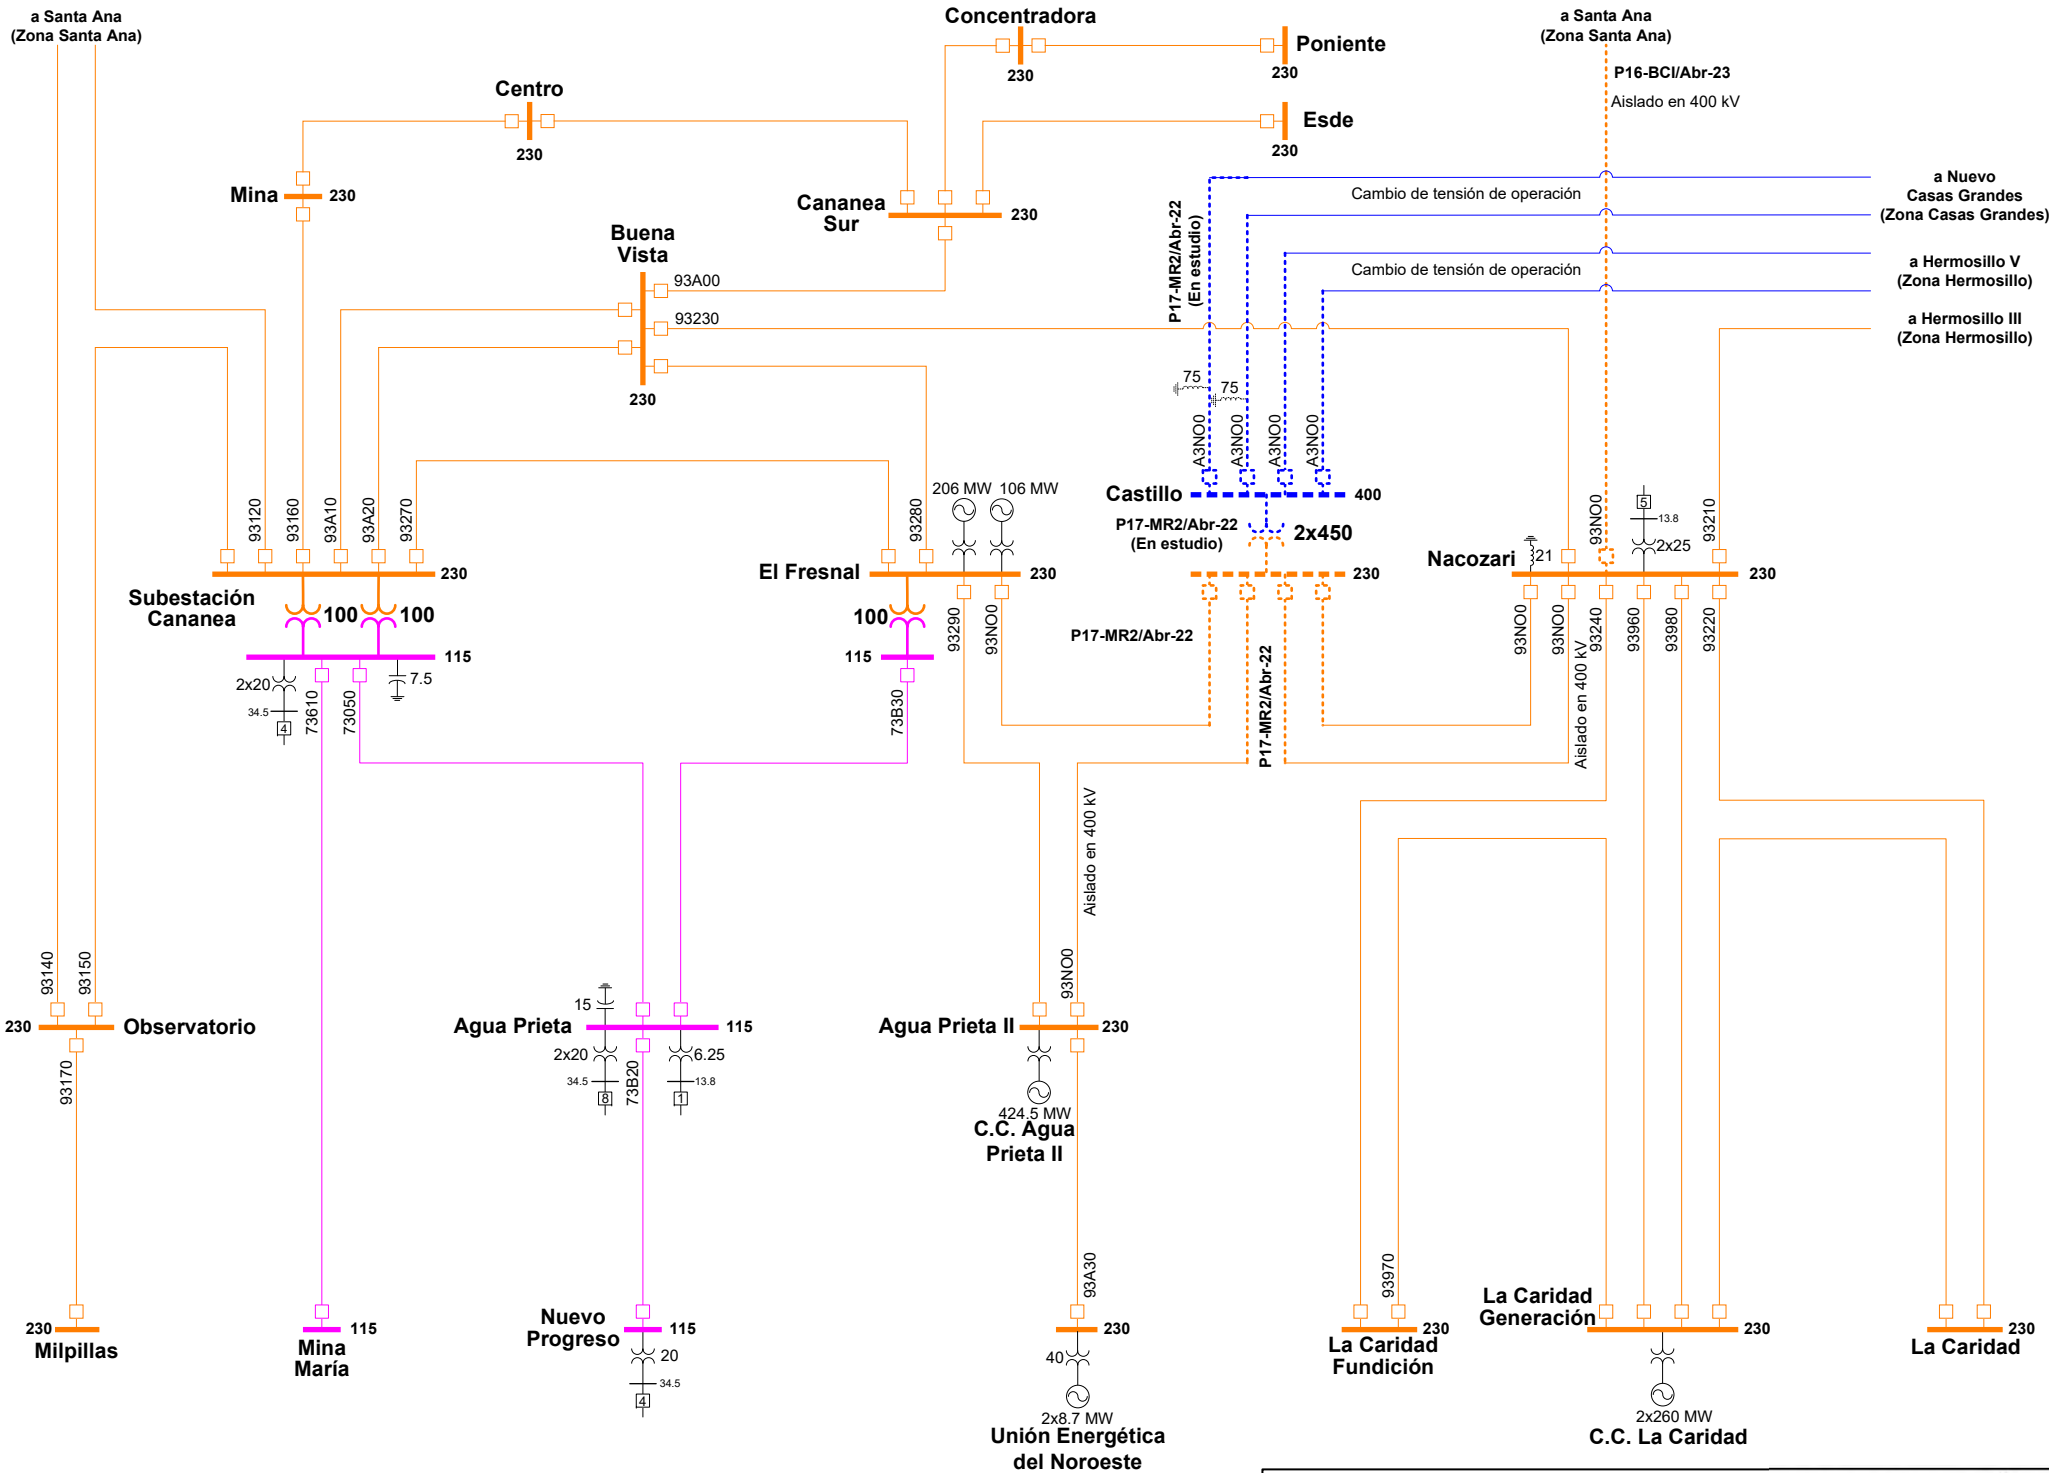 a Santa Ana
(Zona Santa Ana)
Concentradora
230
Poniente
230
a Santa Ana
(Zona Santa Ana)
P16-BCI/Abr-23
Aislado en 400 kV
Centro
230
Esde
230
Mina
230
Cananea
Sur
230
Buena
Vista
230
93A00
93230
P17-MR2/Abr-22
(En estudio)
Cambio de tensión de operación
Cambio de tensión de operación
a Nuevo
Casas Grandes
(Zona Casas Grandes)
a Hermosillo V
(Zona Hermosillo)
a Hermosillo III
(Zona Hermosillo)
75
75
A3NO0
A3NO0
A3NO0
A3NO0
Castillo
400
P17-MR2/Abr-22
(En estudio)
2x450
230
93120
93160
93A10
93A20
93270
230
Subestación
Cananea
100
100
115
2x20
34.5
4
73610
73050
7.5
206 MW
106 MW
93280
El Fresnal
230
100
115
73B30
93290
93NO0
P17-MR2/Abr-22
P17-MR2/Abr-22
93NO0
5
13.8
2x25
93210
21
Nacozari
230
93NO0
93NO0
93240
93960
93980
93220
Aislado en 400 kV
Aislado en 400 kV
93140
93150
230
Observatorio
93170
230
Milpillas
115
Mina
María
15
Agua Prieta
115
2x20
34.5
8
73B20
6.25
13.8
1
Nuevo
Progreso
115
20
34.5
4
93NO0
Agua Prieta II
230
424.5 MW
C.C. Agua
Prieta II
93A30
230
40
2x8.7 MW
Unión Energética
del Noroeste
93970
230
La Caridad
Fundición
La Caridad
Generación
230
2x260 MW
C.C. La Caridad
230
La Caridad